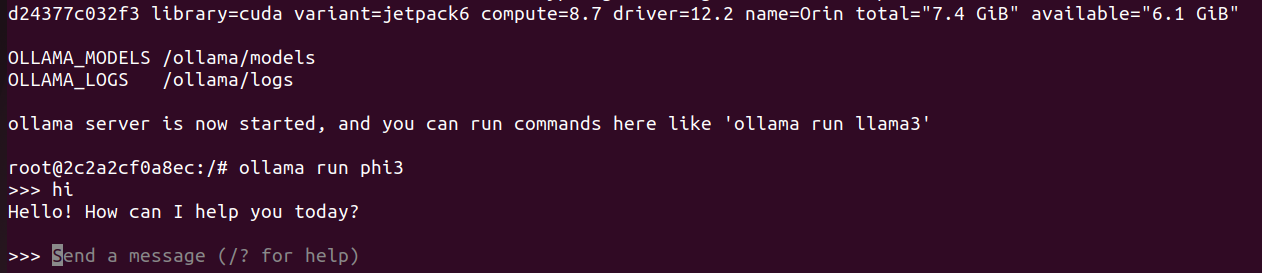 d24377c032f3 library=cuda variant=jetpack6 compute=8.7 driver=12.2 name=Orin total="7.4 GiB" available="6.1 GiB"
OLLAMA_MODELS /ollama/models
OLLAMA_LOGS   /ollama/logs
ollama server is now started, and you can run commands here like 'ollama run llama3'
root@2c2a2cf0a8ec:/# ollama run phi3
>>> hi
Hello! How can I help you today?
>>> Send a message (/? for help)